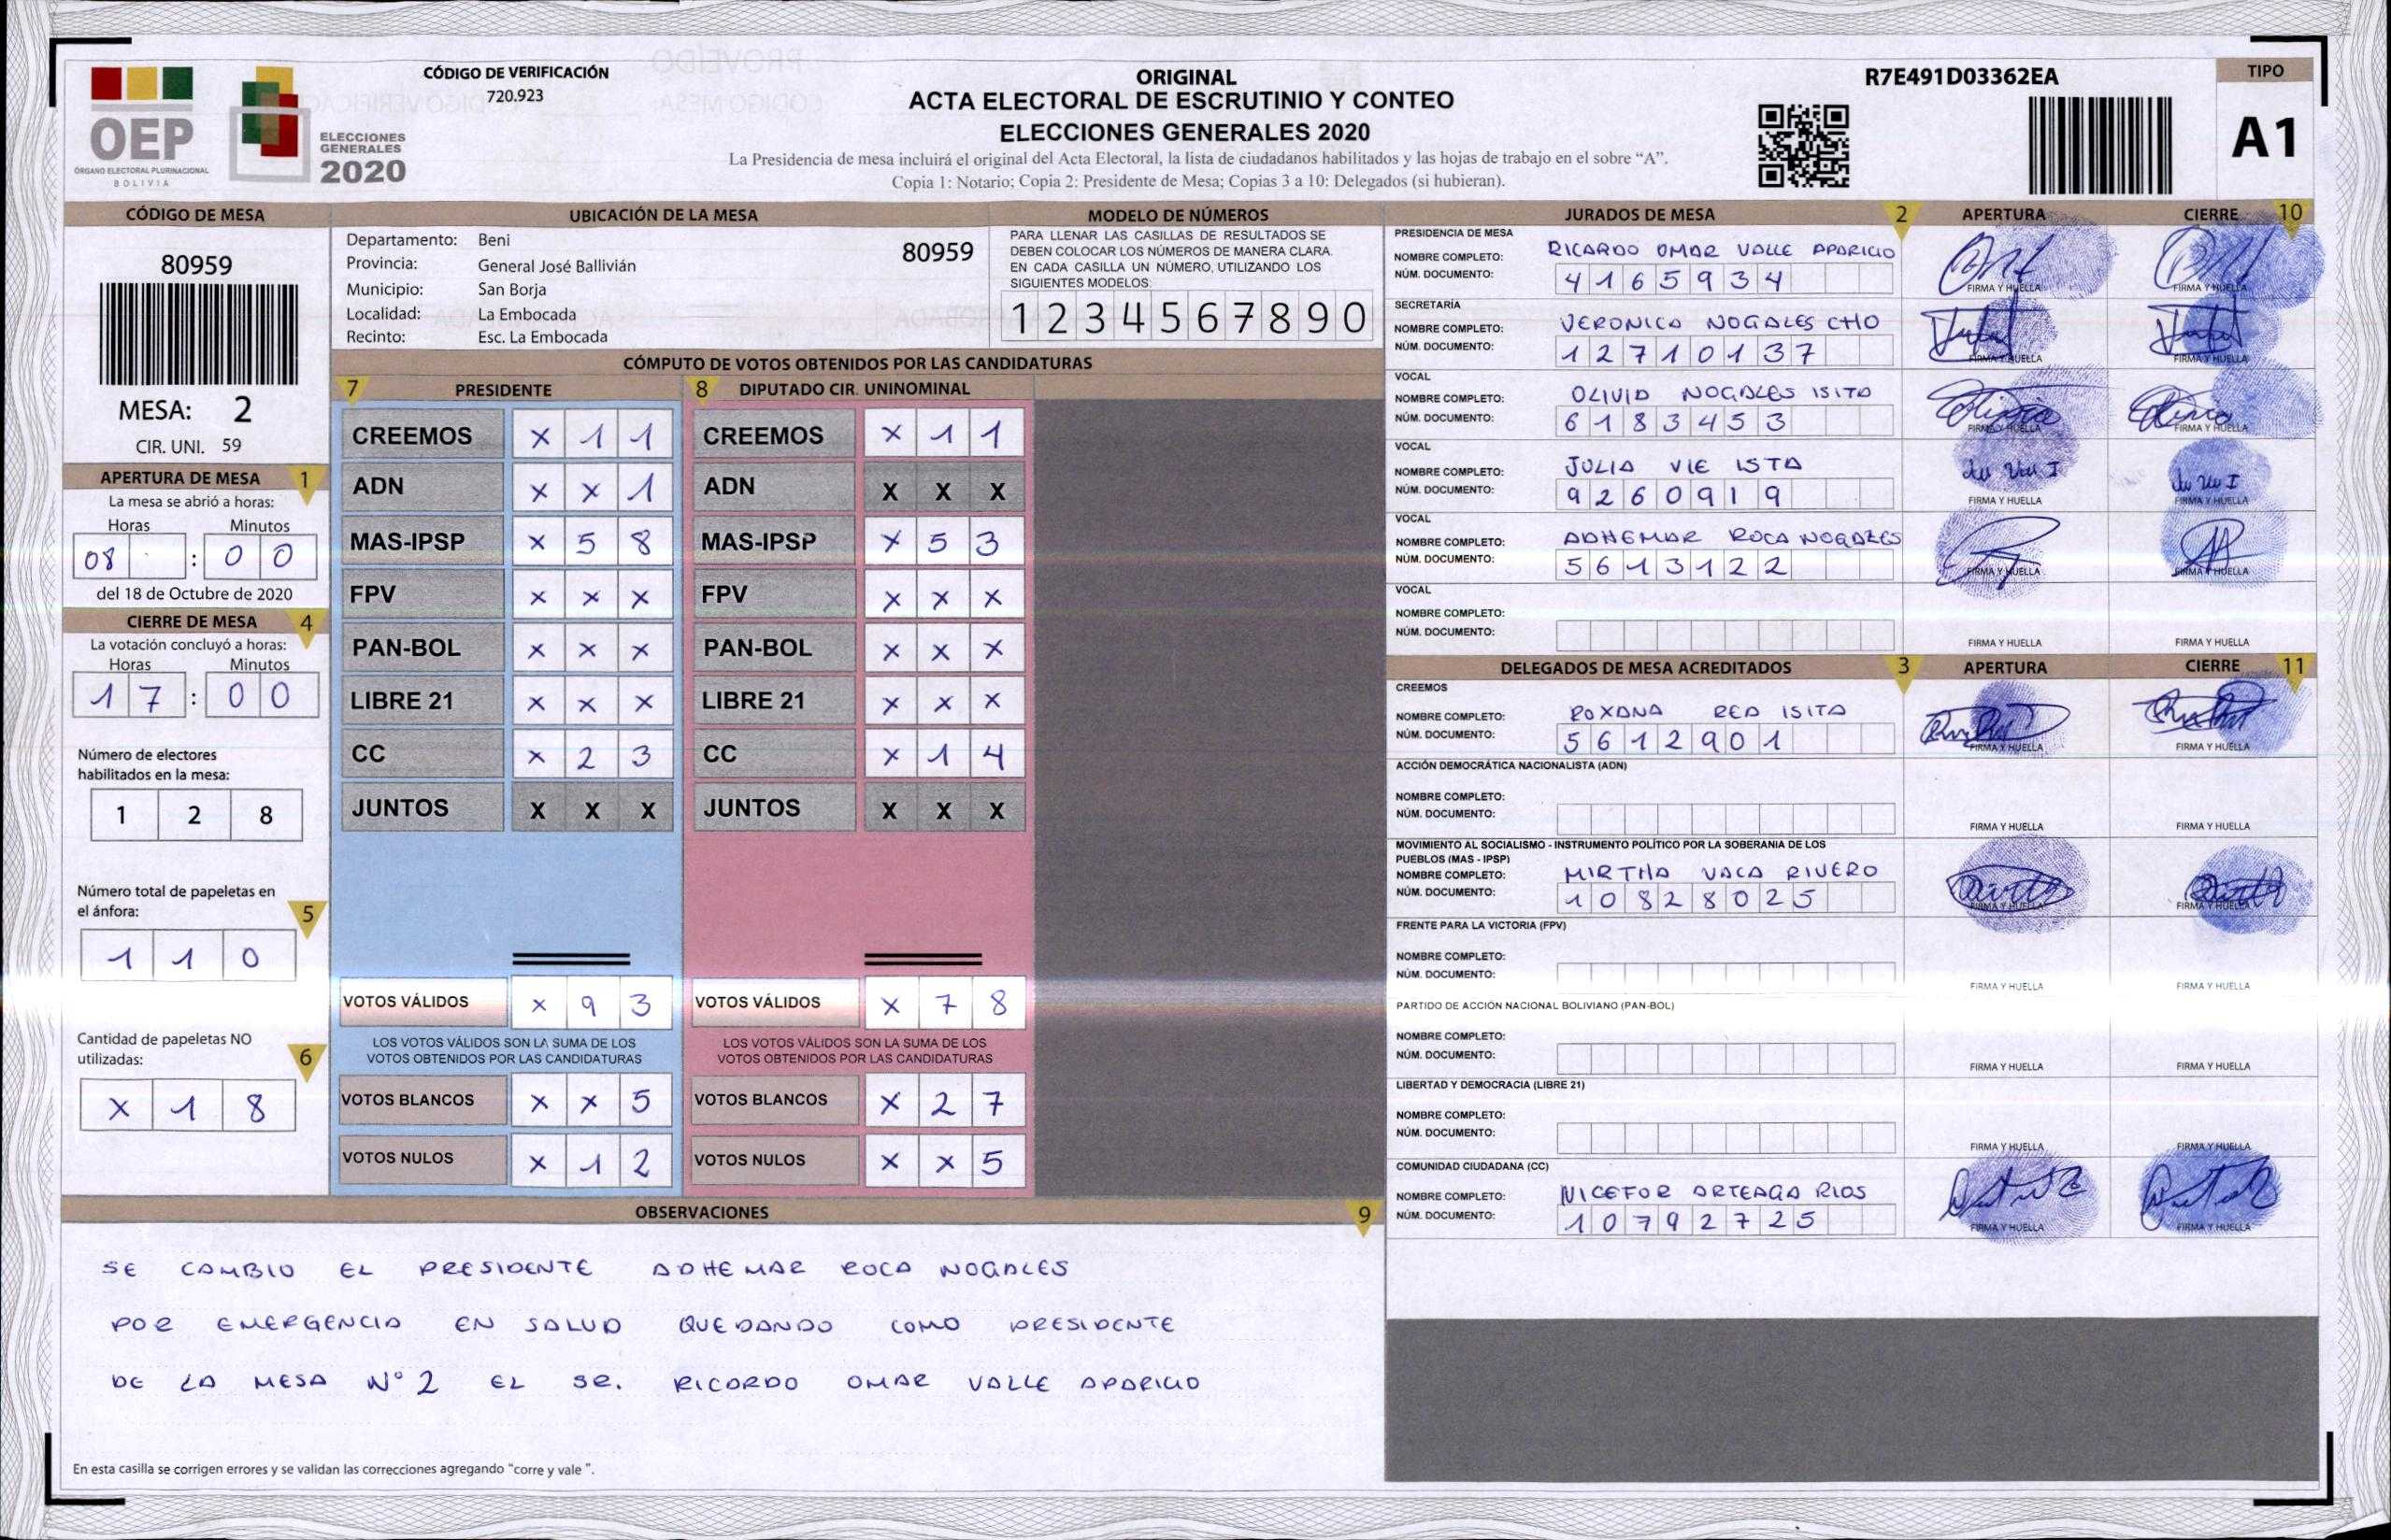 OEP
ÓRGANO ELECTORAL PLURINACIONAL
BOLIVIA
ELECCIONES
GENERALES
2020
CÓDIGO DE VERIFICACIÓN
720.923
ORIGINAL
ACTA ELECTORAL DE ESCRUTINIO Y CONTEO
ELECCIONES GENERALES 2020
La Presidencia de mesa incluirá el original del Acta Electoral, la lista de ciudadanos habilitados y las hojas de trabajo en el sobre “A”.
Copia 1: Notario; Copia 2: Presidente de Mesa; Copias 3 a 10: Delegados (si hubieran).
R7E491D03362EA
TIPO
A1
CÓDIGO DE MESA
80959
MESA: 2
CIR. UNI. 59
APERTURA DE MESA 1
La mesa se abrió a horas:
Horas Minutos
08 : 0 0
del 18 de Octubre de 2020
CIERRE DE MESA 4
La votación concluyó a horas:
Horas Minutos
1 7 : 0 0
Número de electores
habilitados en la mesa:
1 2 8
Número total de papeletas en
el ánfora: 5
1 1 0
Cantidad de papeletas NO
utilizadas: 6
X 1 8
UBICACIÓN DE LA MESA
Departamento: Beni 80959
Provincia: General José Ballivián
Municipio: San Borja
Localidad: La Embocada
Recinto: Esc. La Embocada
MODELO DE NÚMEROS
PARA LLENAR LAS CASILLAS DE RESULTADOS SE
DEBEN COLOCAR LOS NÚMEROS DE MANERA CLARA.
EN CADA CASILLA UN NÚMERO, UTILIZANDO LOS
SIGUIENTES MODELOS:
1 2 3 4 5 6 7 8 9 0
CÓMPUTO DE VOTOS OBTENIDOS POR LAS CANDIDATURAS
7 PRESIDENTE
CREEMOS X 1 1
ADN X X 1
MAS-IPSP X 5 8
FPV X X X
PAN-BOL X X X
LIBRE 21 X X X
CC X 2 3
JUNTOS X X X
VOTOS VÁLIDOS X 9 3
LOS VOTOS VÁLIDOS SON LA SUMA DE LOS
VOTOS OBTENIDOS POR LAS CANDIDATURAS
VOTOS BLANCOS X X 5
VOTOS NULOS X 1 2
8 DIPUTADO CIR. UNINOMINAL
CREEMOS X 1 1
ADN X X X
MAS-IPSP X 5 3
FPV X X X
PAN-BOL X X X
LIBRE 21 X X X
CC X 1 4
JUNTOS X X X
VOTOS VÁLIDOS X 7 8
LOS VOTOS VÁLIDOS SON LA SUMA DE LOS
VOTOS OBTENIDOS POR LAS CANDIDATURAS
VOTOS BLANCOS X 2 7
VOTOS NULOS X X 5
OBSERVACIONES 9
SE CAMBIO EL PRESIDENTE ADHEMAR ROCA NOGALES
POR EMERGENCIA EN SALUD QUEDANDO COMO PRESIDENTE
DE LA MESA N° 2 EL SR. RICARDO OMAR VALLE APARICIO
En esta casilla se corrigen errores y se validan las correcciones agregando “corre y vale ”.
JURADOS DE MESA 2 APERTURA CIERRE 10
PRESIDENCIA DE MESA
NOMBRE COMPLETO: RICARDO OMAR VALLE APARICIO
NÚM. DOCUMENTO: 4 1 6 5 9 3 4
FIRMA Y HUELLA FIRMA Y HUELLA
SECRETARÍA
NOMBRE COMPLETO: VERONICA NOGALES CHO
NÚM. DOCUMENTO: 1 2 7 1 0 1 3 7
FIRMA Y HUELLA FIRMA Y HUELLA
VOCAL
NOMBRE COMPLETO: OLIVIA NOGALES ISITA
NÚM. DOCUMENTO: 6 1 8 3 4 5 3
FIRMA Y HUELLA FIRMA Y HUELLA
VOCAL
NOMBRE COMPLETO: JULIA VIE ISTA
NÚM. DOCUMENTO: 9 2 6 0 9 1 9
FIRMA Y HUELLA FIRMA Y HUELLA
VOCAL
NOMBRE COMPLETO: ADHEMAR ROCA NOGALES
NÚM. DOCUMENTO: 5 6 1 3 1 2 2
FIRMA Y HUELLA FIRMA Y HUELLA
VOCAL
NOMBRE COMPLETO:
NÚM. DOCUMENTO:
FIRMA Y HUELLA FIRMA Y HUELLA
DELEGADOS DE MESA ACREDITADOS 3 APERTURA CIERRE 11
CREEMOS
NOMBRE COMPLETO: ROXANA REA ISITA
NÚM. DOCUMENTO: 5 6 1 2 9 0 1
FIRMA Y HUELLA FIRMA Y HUELLA
ACCIÓN DEMOCRÁTICA NACIONALISTA (ADN)
NOMBRE COMPLETO:
NÚM. DOCUMENTO:
FIRMA Y HUELLA FIRMA Y HUELLA
MOVIMIENTO AL SOCIALISMO - INSTRUMENTO POLÍTICO POR LA SOBERANIA DE LOS
PUEBLOS (MAS - IPSP)
NOMBRE COMPLETO: MIRTHA VACA RIVERO
NÚM. DOCUMENTO: 1 0 8 2 8 0 2 5
FIRMA Y HUELLA FIRMA Y HUELLA
FRENTE PARA LA VICTORIA (FPV)
NOMBRE COMPLETO:
NÚM. DOCUMENTO:
FIRMA Y HUELLA FIRMA Y HUELLA
PARTIDO DE ACCIÓN NACIONAL BOLIVIANO (PAN-BOL)
NOMBRE COMPLETO:
NÚM. DOCUMENTO:
FIRMA Y HUELLA FIRMA Y HUELLA
LIBERTAD Y DEMOCRACIA (LIBRE 21)
NOMBRE COMPLETO:
NÚM. DOCUMENTO:
FIRMA Y HUELLA FIRMA Y HUELLA
COMUNIDAD CIUDADANA (CC)
NOMBRE COMPLETO: NICEFOR ARTEAGA RIOS
NÚM. DOCUMENTO: 1 0 7 9 2 7 2 5
FIRMA Y HUELLA FIRMA Y HUELLA